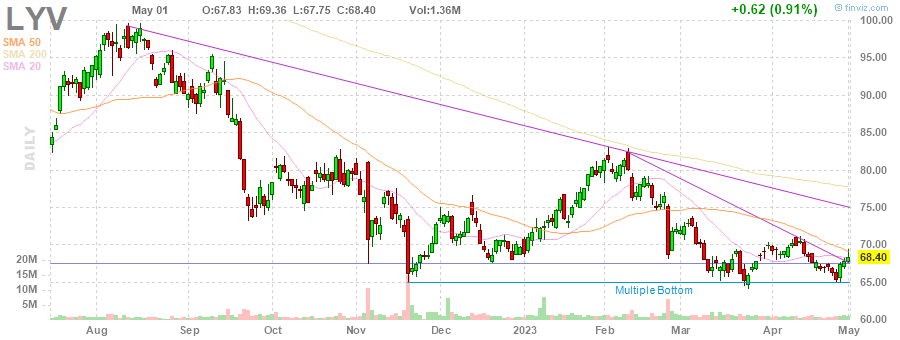 LYV May 01 O:67.83 H:69.36 L:67.75 C:68.40 Vol:1.36M +0.62 (0.91%)
© finviz.com
SMA 50
SMA 200
SMA 20
DAILY
100.00
95.00
90.00
85.00
80.00
75.00
70.00
68.40
65.00
60.00
20M
15M
10M
5M
Multiple Bottom
Aug Sep Oct Nov Dec 2023 Feb Mar Apr May